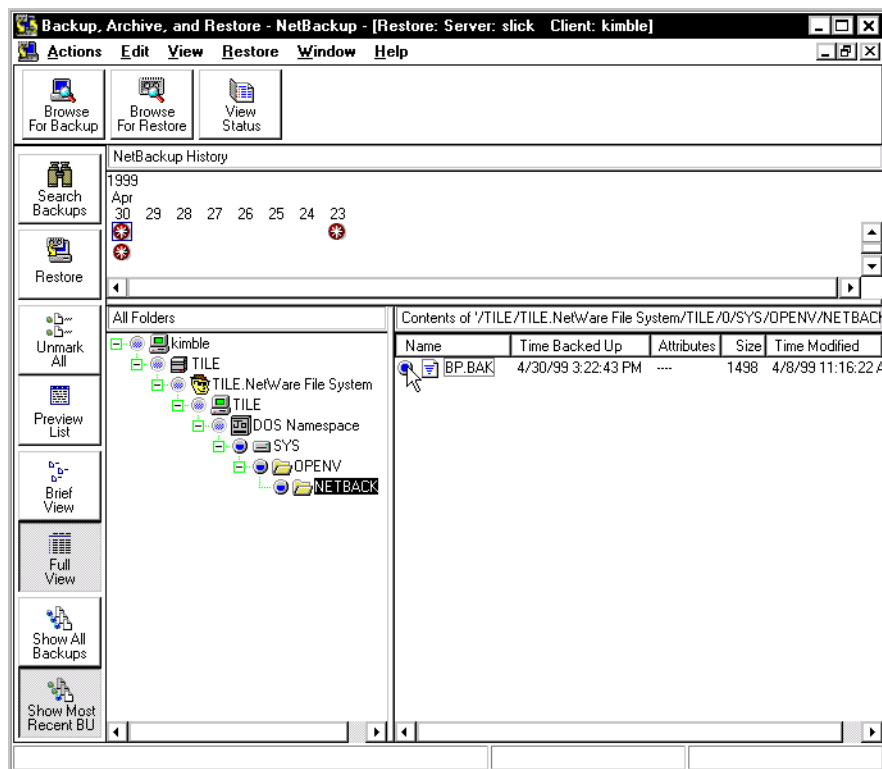 Backup, Archive, and Restore - NetBackup - [Restore: Server: slick   Client: kimble]
Actions Edit View Restore Window Help
Browse For Backup
Browse For Restore
View Status
Search Backups
Restore
Unmark All
Preview List
Brief View
Full View
Show All Backups
Show Most Recent BU
NetBackup History
1999
Apr
30 29 28 27 26 25 24 23
All Folders
kimble
TILE
TILE.NetWare File System
TILE
DOS Namespace
SYS
OPENV
NETBACK
Contents of '/TILE/TILE.NetWare File System/TILE/0/SYS/OPENV/NETBAC
Name Time Backed Up Attributes Size Time Modified
BP.BAK 4/30/99 3:22:43 PM ---- 1498 4/8/99 11:16:22